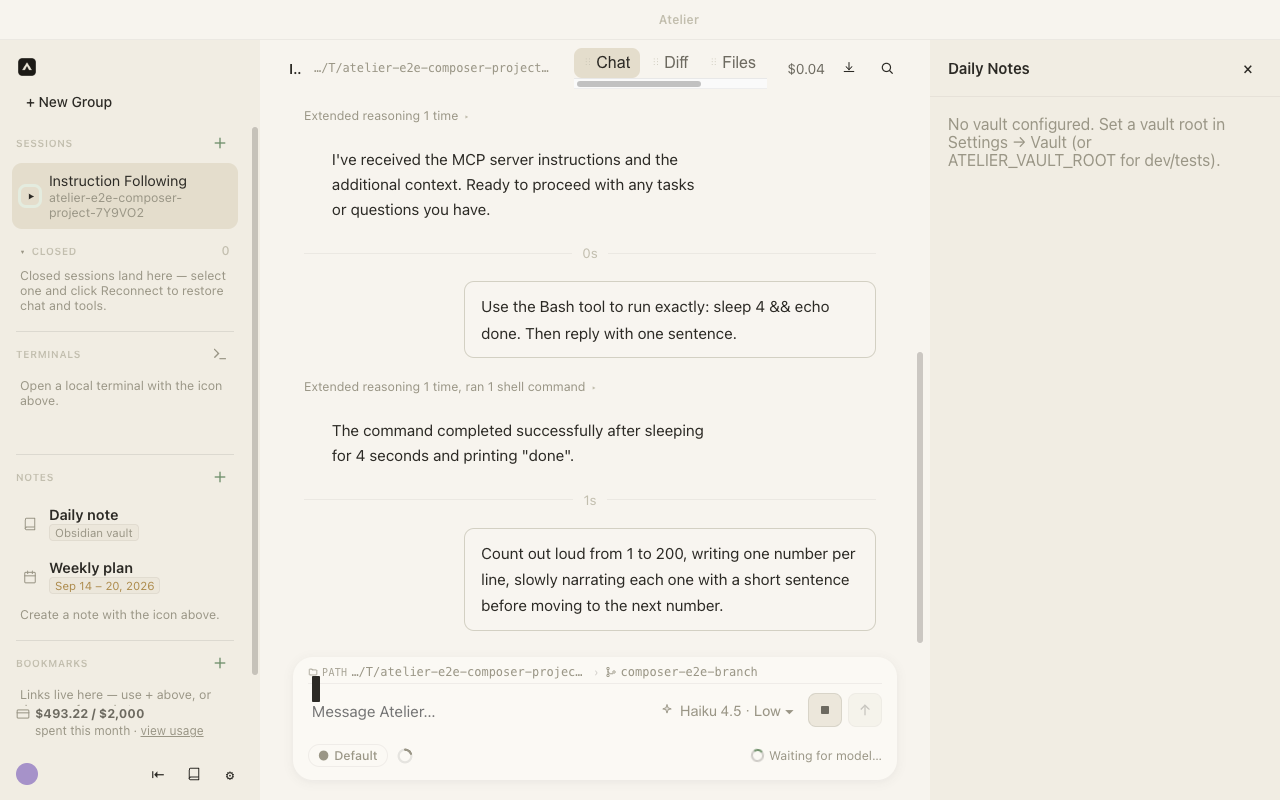 Atelier
+ New Group
SESSIONS
Instruction Following
atelier-e2e-composer-
project-7Y9VO2
CLOSED
0
Closed sessions land here — select
one and click Reconnect to restore
chat and tools.
TERMINALS
Open a local terminal with the icon
above.
NOTES
Daily note
Obsidian vault
Weekly plan
Sep 14 – 20, 2026
Create a note with the icon above.
BOOKMARKS
Links live here — use + above, or
$493.22 / $2,000
spent this month · view usage
I..
…/T/atelier-e2e-composer-project…
Chat
Diff
Files
$0.04
Extended reasoning 1 time ·
I've received the MCP server instructions and the
additional context. Ready to proceed with any tasks
or questions you have.
0s
Use the Bash tool to run exactly: sleep 4 && echo
done. Then reply with one sentence.
Extended reasoning 1 time, ran 1 shell command ·
The command completed successfully after sleeping
for 4 seconds and printing "done".
1s
Count out loud from 1 to 200, writing one number per
line, slowly narrating each one with a short sentence
before moving to the next number.
PATH …/T/atelier-e2e-composer-projec… › composer-e2e-branch
Message Atelier…
Haiku 4.5 · Low
Default
Waiting for model…
Daily Notes
No vault configured. Set a vault root in
Settings → Vault (or
ATELIER_VAULT_ROOT for dev/tests).